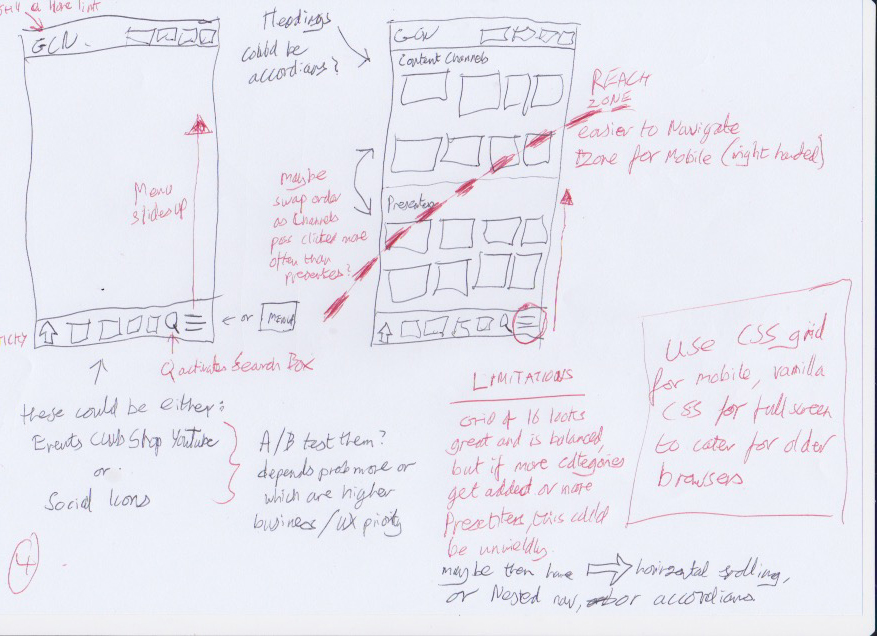 a Home link
GCN
Menu
slides up
Q activates Search Box
← or MENU
these could be either:
Events Club Shop Youtube
or
Social Icons
A/B test them?
depends prob more on
which are higher
business/UX priority
4
Headings
could be
accordians?
GCN
Content Channels
Presenters
maybe
swap order
as Channels
poss clicked more
often than
presenters?
REACH
ZONE
easier to Navigate
zone for Mobile (right handed)
LIMITATIONS
Grid of 16 looks
great and is balanced,
but if more categories
get added or more
Presenters, this could
be unwieldly.
maybe then have ⇒ horizontal scrolling,
or Nested nav, or accordians.
Use CSS grid
for mobile, vanilla
CSS for full screen
to cater for older
browsers